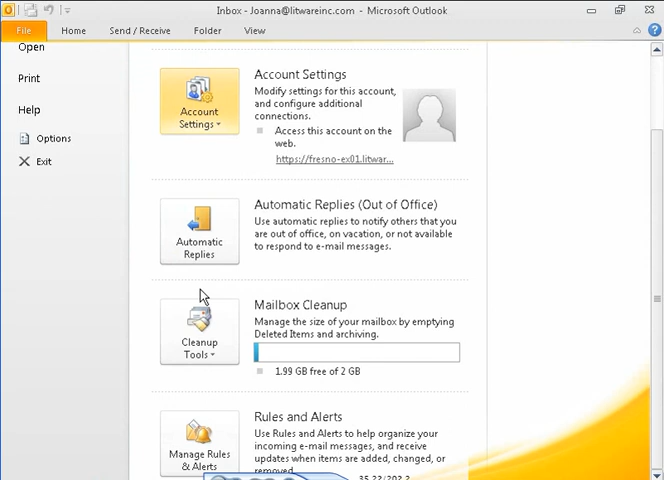 Inbox - Joanna@litwareinc.com - Microsoft Outlook
File Home Send / Receive Folder View
Open
Print
Help
Options
Exit
Account Settings
Account Settings
Modify settings for this account,
and configure additional
connections.
Access this account on the
web.
https://fresno-ex01.litwar...
Automatic Replies
Automatic Replies (Out of Office)
Use automatic replies to notify others that you
are out of office, on vacation, or not available
to respond to e-mail messages.
Cleanup Tools
Mailbox Cleanup
Manage the size of your mailbox by emptying
Deleted Items and archiving.
1.99 GB free of 2 GB
Manage Rules & Alerts
Rules and Alerts
Use Rules and Alerts to help organize your
incoming e-mail messages, and receive
updates when items are added, changed, or
removed.